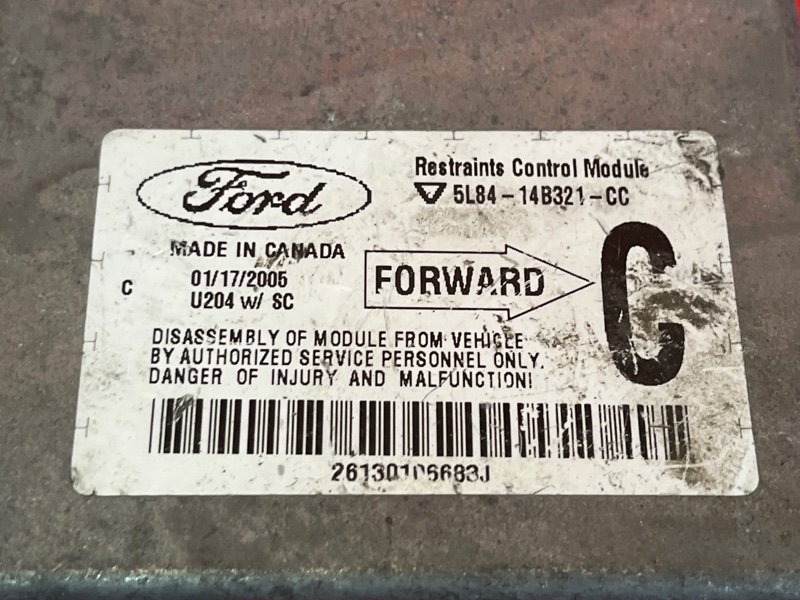 Ford
Restraints Control Module
5L84-14B321-CC
MADE IN CANADA
C
01/17/2005
U204 w/ SC
FORWARD
C
DISASSEMBLY OF MODULE FROM VEHICLE
BY AUTHORIZED SERVICE PERSONNEL ONLY.
DANGER OF INJURY AND MALFUNCTION!
26130106683J